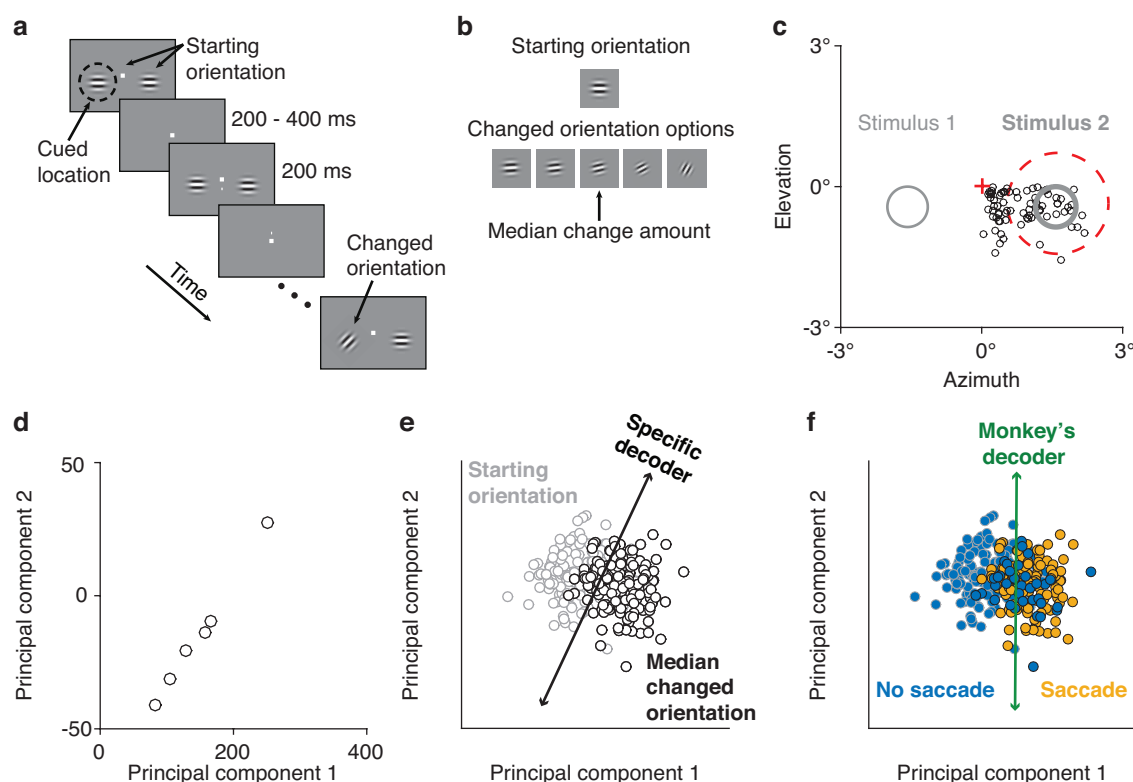 a
Starting
orientation
Cued
location
200 - 400 ms
200 ms
Changed
orientation
Time
b
Starting orientation
Changed orientation options
Median change amount
c
3°
0°
-3°
Elevation
Stimulus 1
Stimulus 2
-3°
0°
3°
Azimuth
d
50
0
-50
Principal component 2
0
200
400
Principal component 1
e
Principal component 2
Starting
orientation
Specific
decoder
Median
changed
orientation
Principal component 1
f
Principal component 2
Monkey's
decoder
No saccade
Saccade
Principal component 1